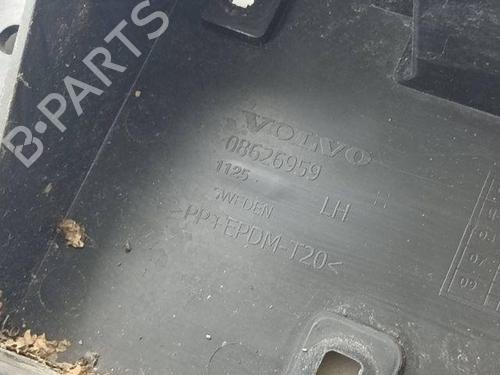 B-PARTS
VOLVO
08626959
1125
SWEDEN
LH
H
>PP+EPDM-T20<